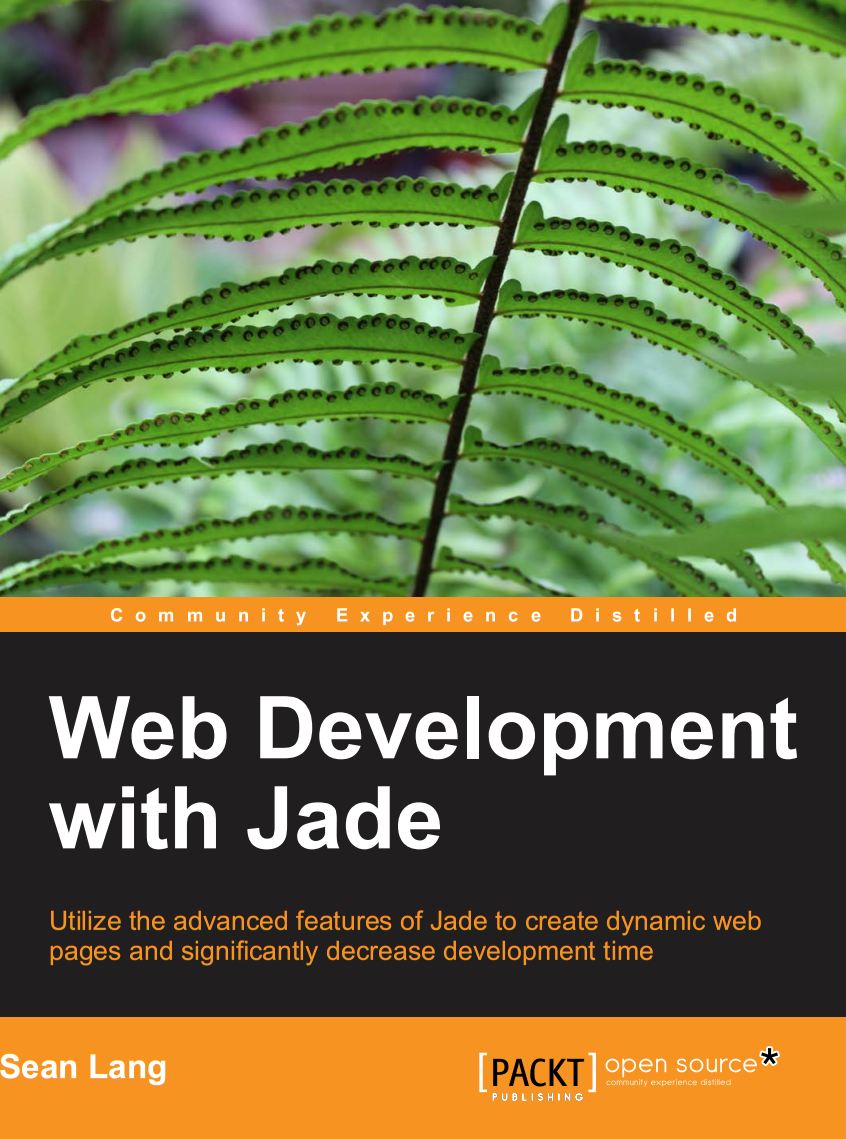 Community Experience Distilled
Web Development
with Jade
Utilize the advanced features of Jade to create dynamic web
pages and significantly decrease development time
Sean Lang
[PACKT] open source*
PUBLISHING community experience distilled